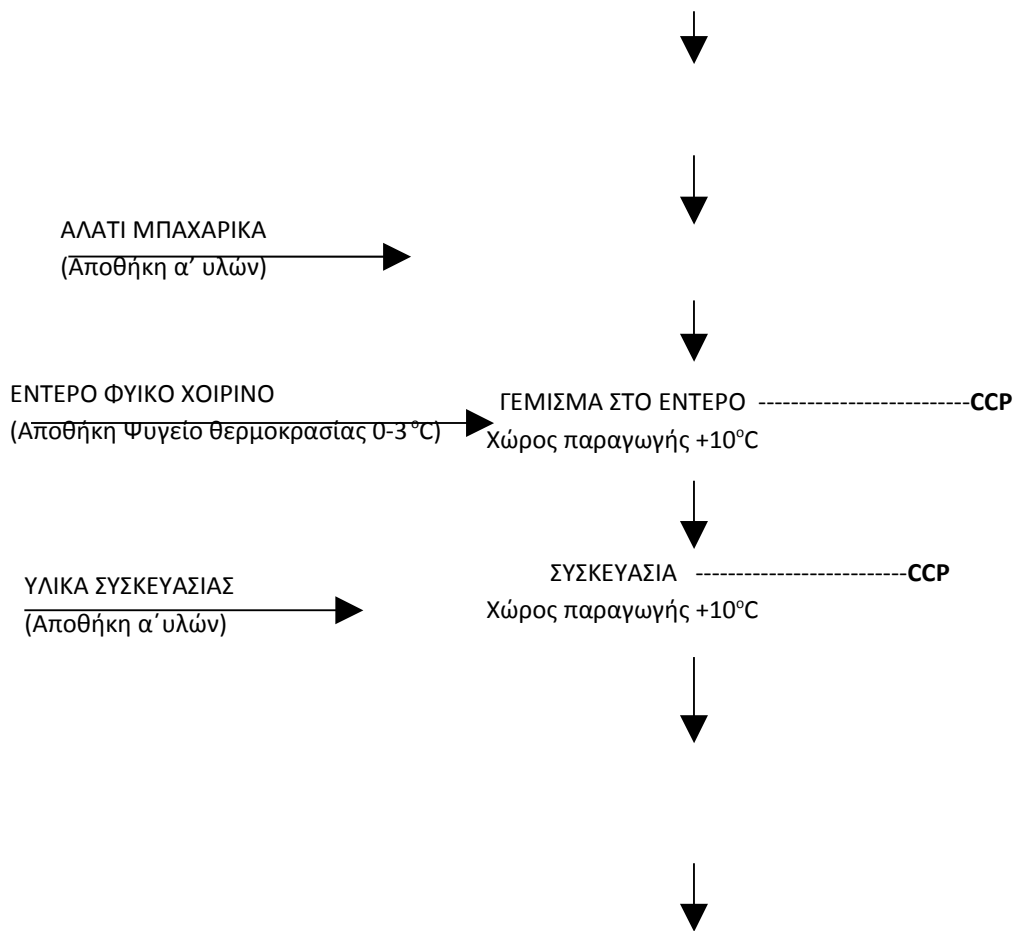 ΑΛΑΤΙ ΜΠΑΧΑΡΙΚΑ
(Αποθήκη α’ υλών)
ΕΝΤΕΡΟ ΦΥΙΚΟ ΧΟΙΡΙΝΟ
(Αποθήκη Ψυγείο θερμοκρασίας 0-3 °C)
ΓΕΜΙΣΜΑ ΣΤΟ ΕΝΤΕΡΟ --------------------------CCP
Χώρος παραγωγής +10°C
ΥΛΙΚΑ ΣΥΣΚΕΥΑΣΙΑΣ
(Αποθήκη α΄υλών)
ΣΥΣΚΕΥΑΣΙΑ --------------------------CCP
Χώρος παραγωγής +10°C